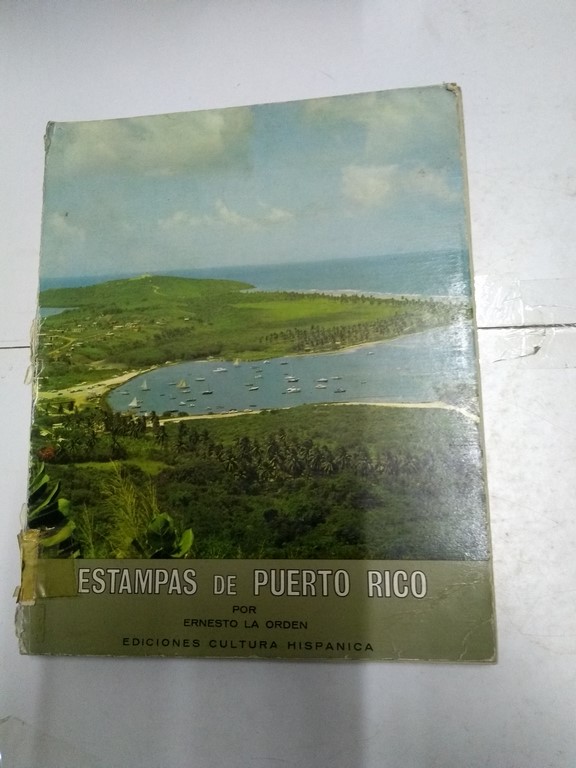 ESTAMPAS DE PUERTO RICO
POR
ERNESTO LA ORDEN
EDICIONES CULTURA HISPANICA